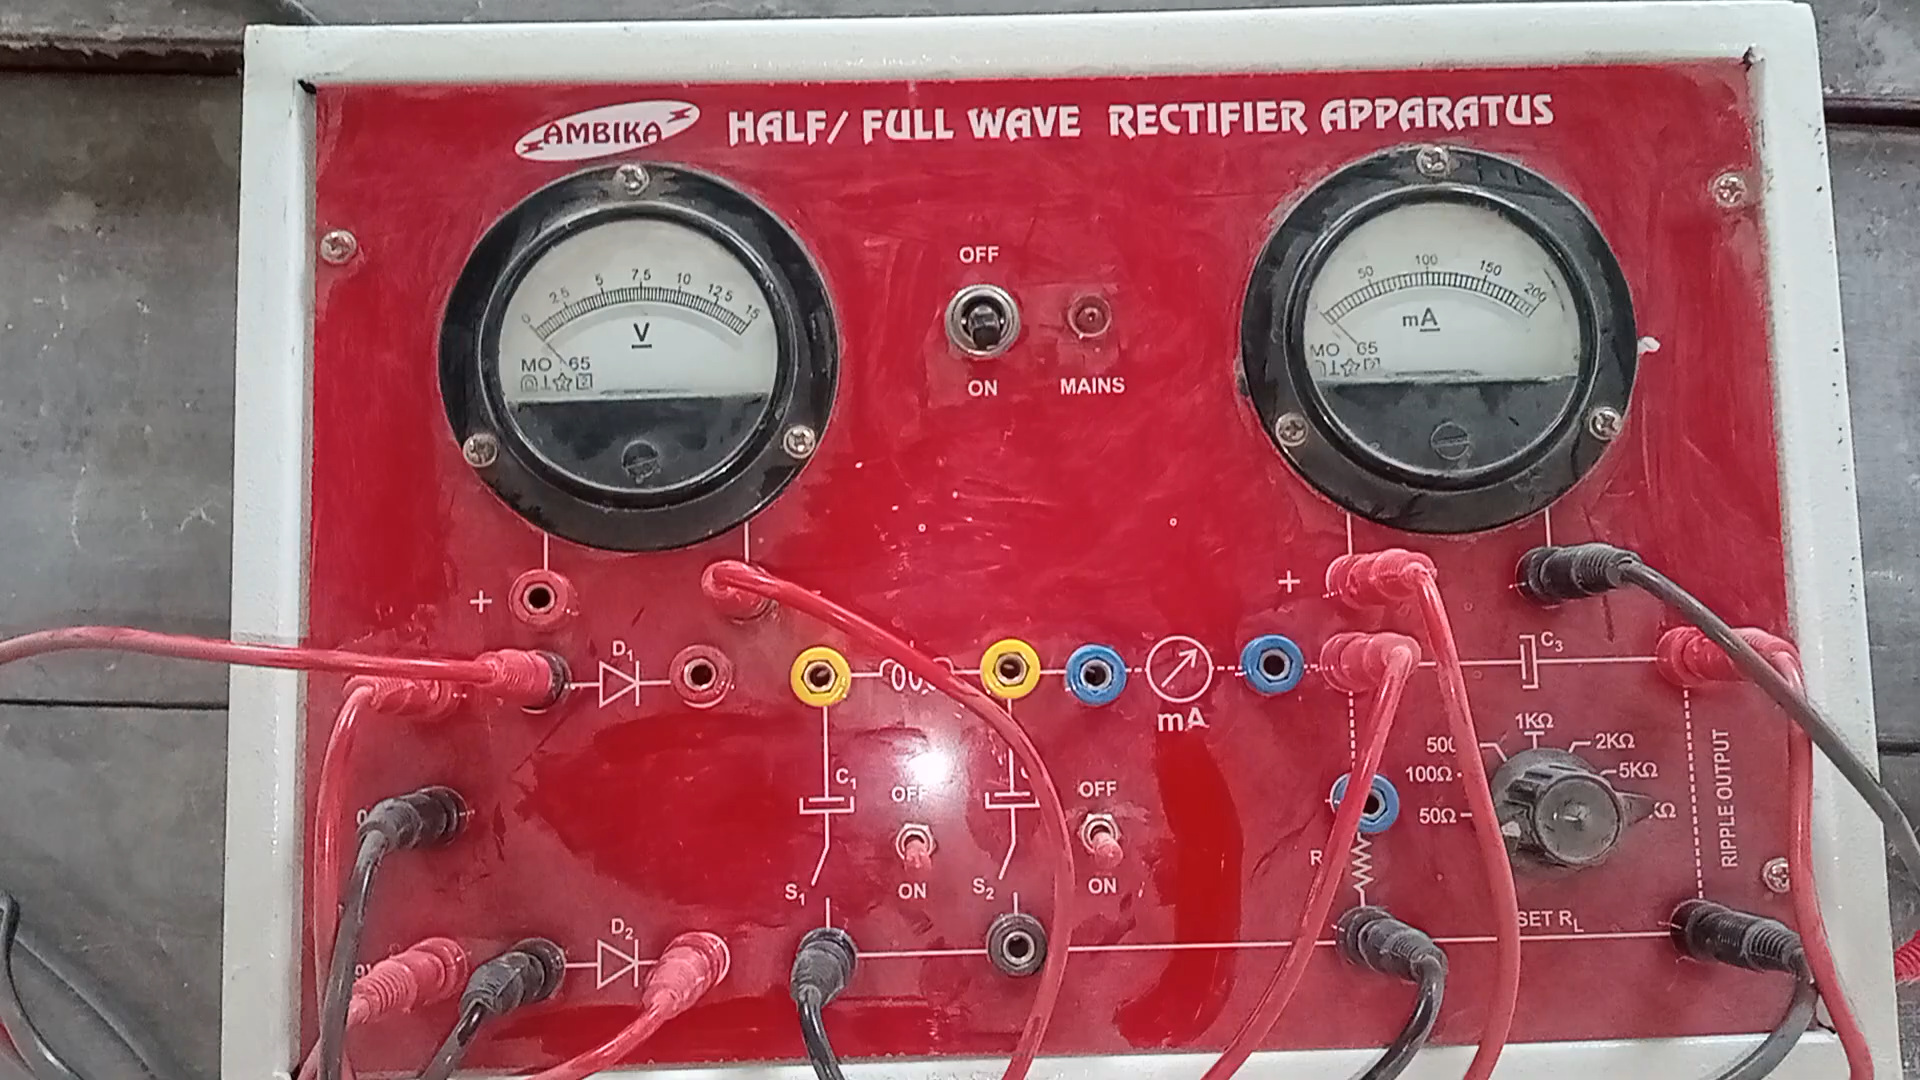 AMBIKA HALF/ FULL WAVE RECTIFIER APPARATUS
0 2.5 5 7.5 10 12.5 15
V
MO 65
OFF
ON
MAINS
50 100 150 200
mA
MO 65
+
+
D1
mA
C3
C1
OFF
ON
S1
OFF
ON
S2
1KΩ
2KΩ
5KΩ
100Ω
50Ω
SET RL
RIPPLE OUTPUT
D2